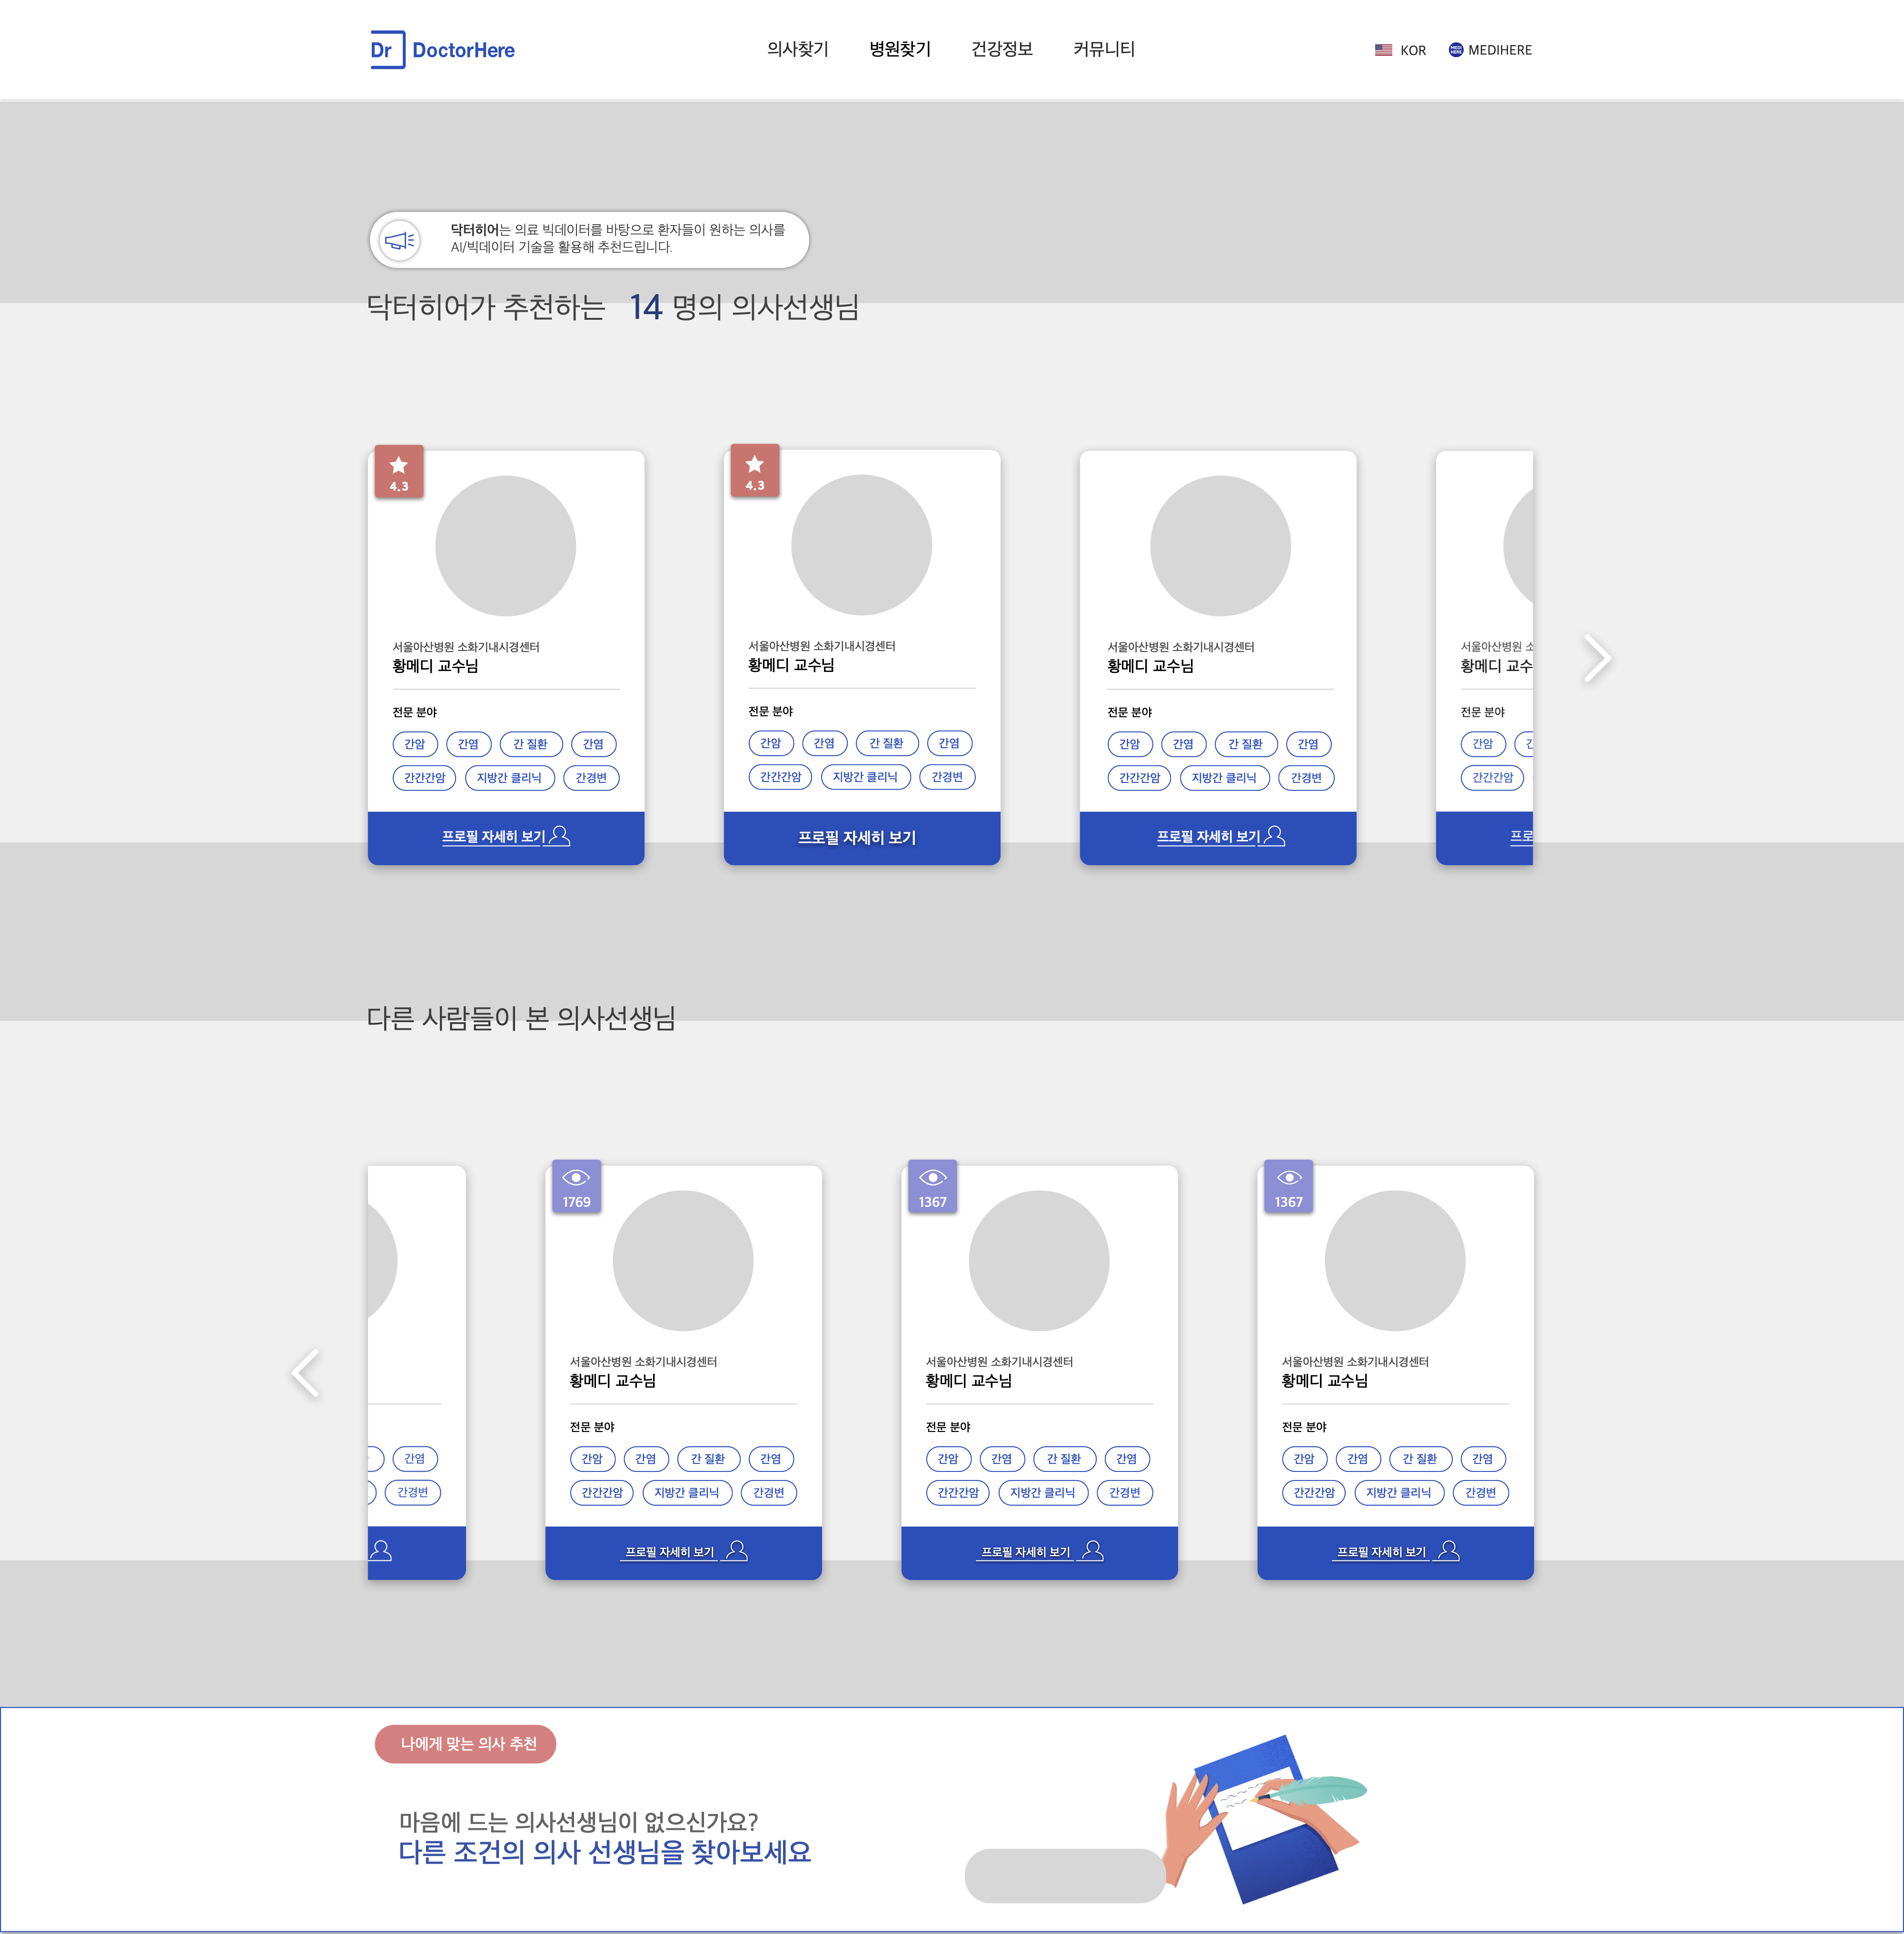 Dr DoctorHere
의사찾기 병원찾기 건강정보 커뮤니티
KOR MEDI HERE MEDIHERE
닥터히어는 의료 빅데이터를 바탕으로 환자들이 원하는 의사를
AI/빅데이터 기술을 활용해 추천드립니다.
닥터히어가 추천하는 14 명의 의사선생님
4.3
서울아산병원 소화기내시경센터
황메디 교수님
전문 분야
간암 간염 간 질환 간염
간간간암 지방간 클리닉 간경변
프로필 자세히 보기
4.3
서울아산병원 소화기내시경센터
황메디 교수님
전문 분야
간암 간염 간 질환 간염
간간간암 지방간 클리닉 간경변
프로필 자세히 보기
서울아산병원 소화기내시경센터
황메디 교수님
전문 분야
간암 간염 간 질환 간염
간간간암 지방간 클리닉 간경변
프로필 자세히 보기
서울아산병원 소
황메디 교수
전문 분야
간암
간간간암
프로
다른 사람들이 본 의사선생님
간염
간경변
1769
서울아산병원 소화기내시경센터
황메디 교수님
전문 분야
간암 간염 간 질환 간염
간간간암 지방간 클리닉 간경변
프로필 자세히 보기
1367
서울아산병원 소화기내시경센터
황메디 교수님
전문 분야
간암 간염 간 질환 간염
간간간암 지방간 클리닉 간경변
프로필 자세히 보기
1367
서울아산병원 소화기내시경센터
황메디 교수님
전문 분야
간암 간염 간 질환 간염
간간간암 지방간 클리닉 간경변
프로필 자세히 보기
나에게 맞는 의사 추천
마음에 드는 의사선생님이 없으신가요?
다른 조건의 의사 선생님을 찾아보세요